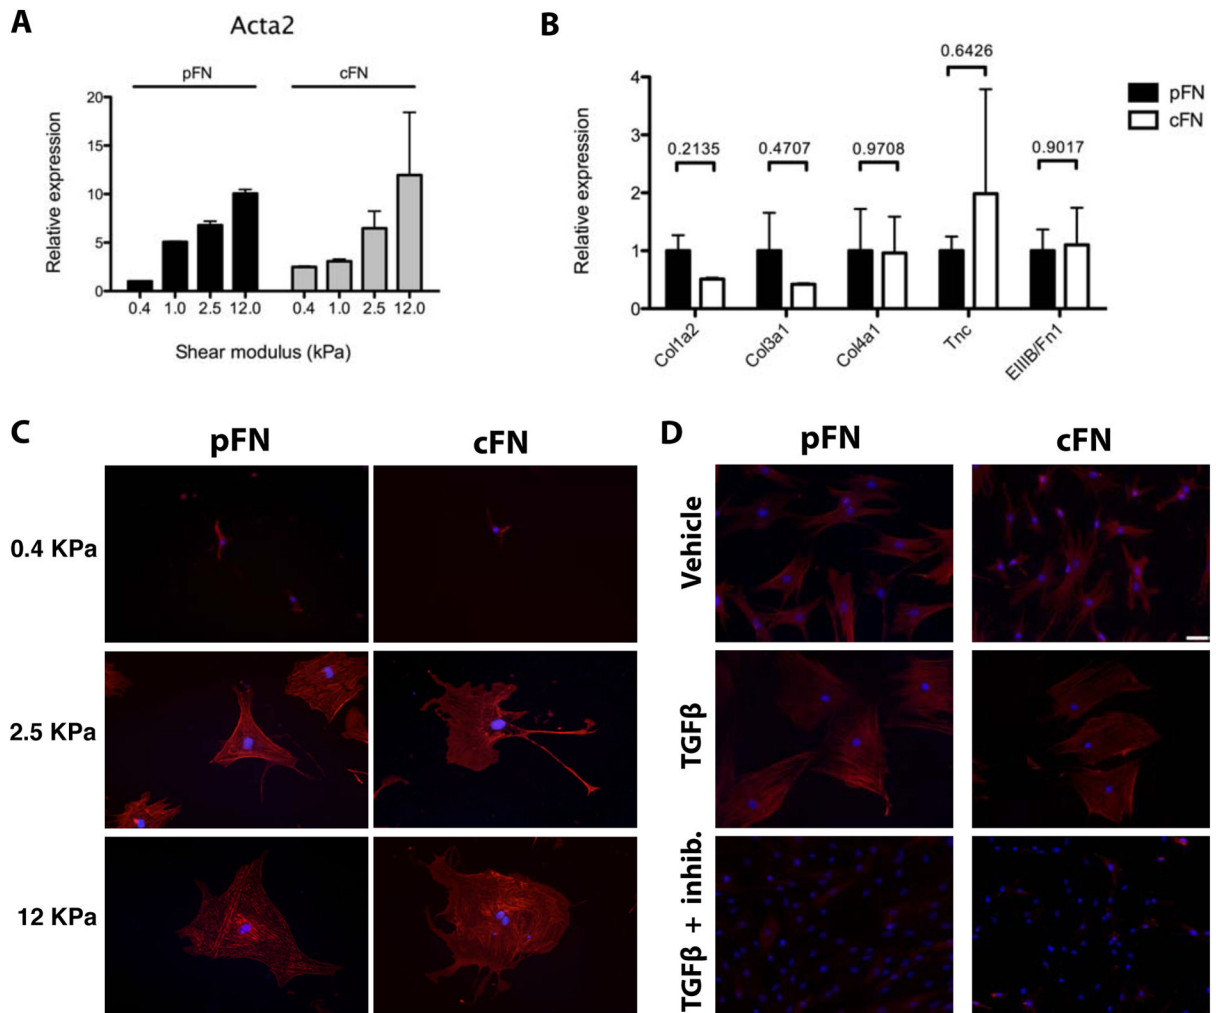 A
Acta2
pFN
cFN
Relative expression
20
15
10
5
0
0.4
1.0
2.5
12.0
0.4
1.0
2.5
12.0
Shear modulus (kPa)
B
0.6426
0.2135
0.4707
0.9708
0.9017
pFN
cFN
Relative expression
4
3
2
1
0
Col1a2
Col3a1
Col4a1
Tnc
EIIIB/Fn1
C
pFN
cFN
0.4 KPa
2.5 KPa
12 KPa
D
pFN
cFN
Vehicle
TGFβ
TGFβ + inhib.